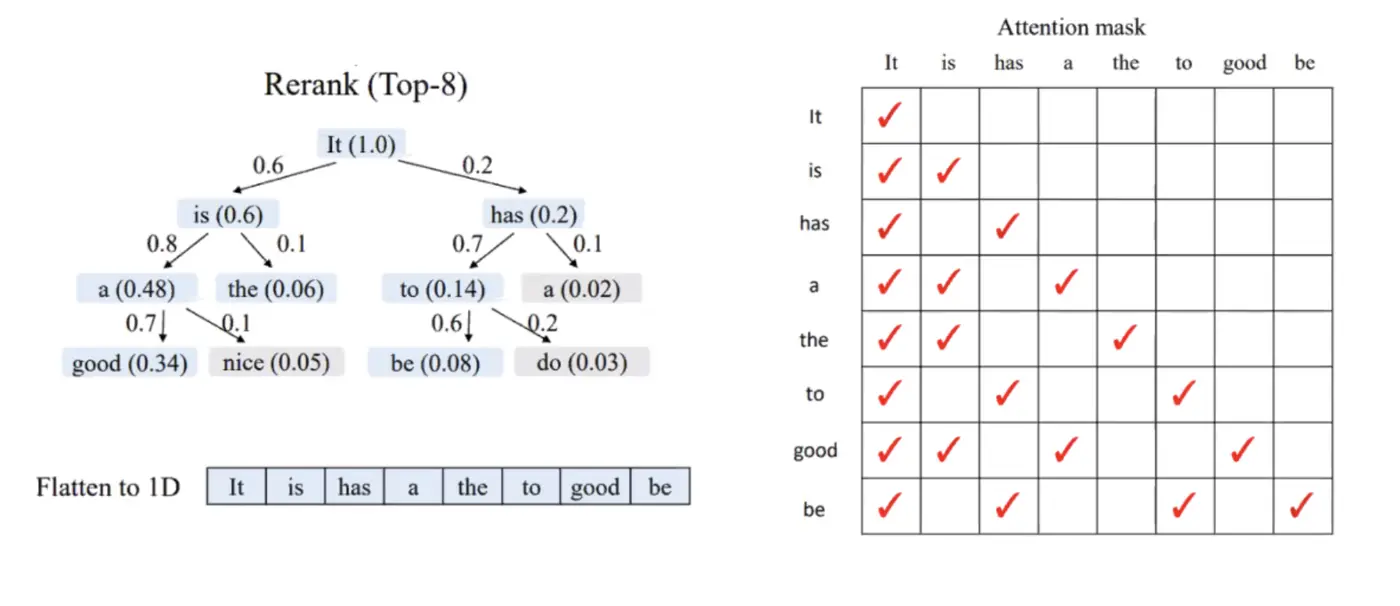 Rerank (Top-8)
It (1.0)
0.6 0.2
is (0.6) has (0.2)
0.8 0.1 0.7 0.1
a (0.48) the (0.06) to (0.14) a (0.02)
0.7 0.1 0.6 0.2
good (0.34) nice (0.05) be (0.08) do (0.03)
Flatten to 1D It is has a the to good be
Attention mask
It is has a the to good be
It ✓
is ✓ ✓
has ✓ ✓
a ✓ ✓ ✓
the ✓ ✓ ✓
to ✓ ✓ ✓
good ✓ ✓ ✓ ✓
be ✓ ✓ ✓ ✓